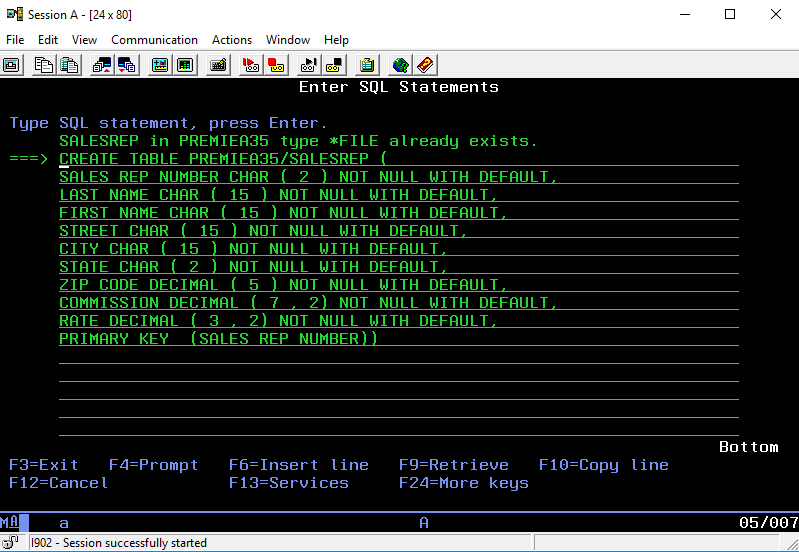 Session A - [24 x 80]
File Edit View Communication Actions Window Help
Enter SQL Statements
Type SQL statement, press Enter.
SALESREP in PREMIEA35 type *FILE already exists.
===> CREATE TABLE PREMIEA35/SALESREP (
SALES REP NUMBER CHAR ( 2 ) NOT NULL WITH DEFAULT,
LAST NAME CHAR ( 15 ) NOT NULL WITH DEFAULT,
FIRST NAME CHAR ( 15 ) NOT NULL WITH DEFAULT,
STREET CHAR ( 15 ) NOT NULL WITH DEFAULT,
CITY CHAR ( 15 ) NOT NULL WITH DEFAULT,
STATE CHAR ( 2 ) NOT NULL WITH DEFAULT,
ZIP CODE DECIMAL ( 5 ) NOT NULL WITH DEFAULT,
COMMISSION DECIMAL ( 7 , 2) NOT NULL WITH DEFAULT,
RATE DECIMAL ( 3 , 2) NOT NULL WITH DEFAULT,
PRIMARY KEY  (SALES REP NUMBER))
Bottom
F3=Exit F4=Prompt F6=Insert line F9=Retrieve F10=Copy line
F12=Cancel F13=Services F24=More keys
MA a A 05/007
I902 - Session successfully started